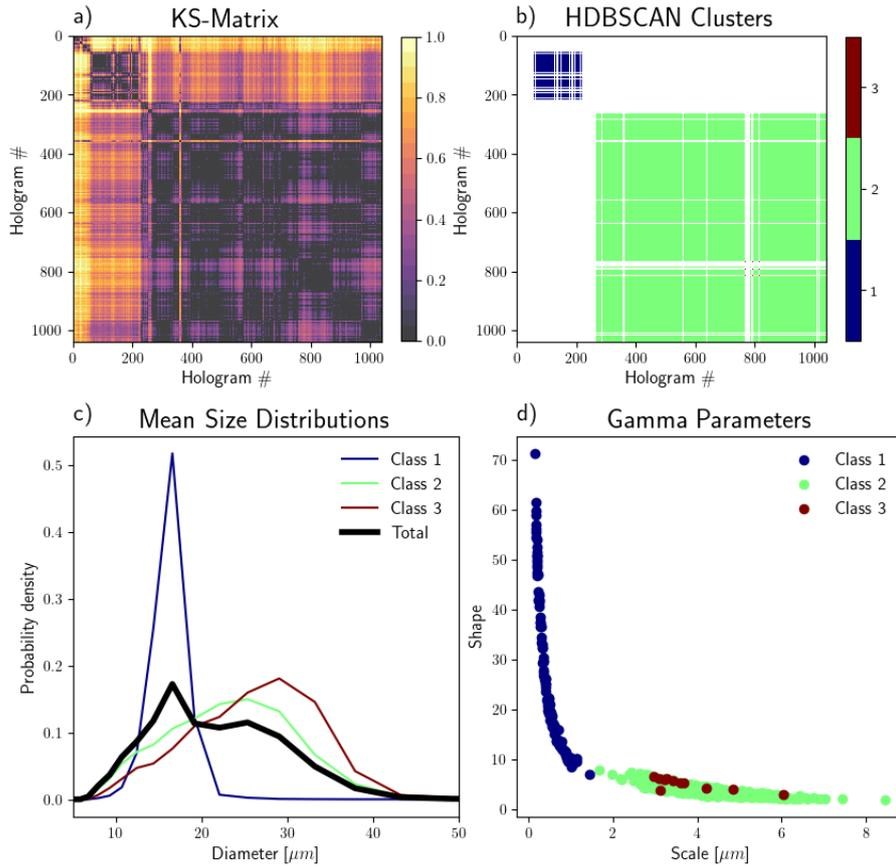 a) KS-Matrix
0
200
400
600
800
1000
Hologram #
0 200 400 600 800 1000
Hologram #
1.0
0.8
0.6
0.4
0.2
0.0
b) HDBSCAN Clusters
0
200
400
600
800
1000
Hologram #
0 200 400 600 800 1000
Hologram #
3
2
1
c) Mean Size Distributions
Class 1
Class 2
Class 3
Total
0.5
0.4
0.3
0.2
0.1
0.0
Probability density
10 20 30 40 50
Diameter [μm]
d) Gamma Parameters
Class 1
Class 2
Class 3
70
60
50
40
30
20
10
0
Shape
0 2 4 6 8
Scale [μm]